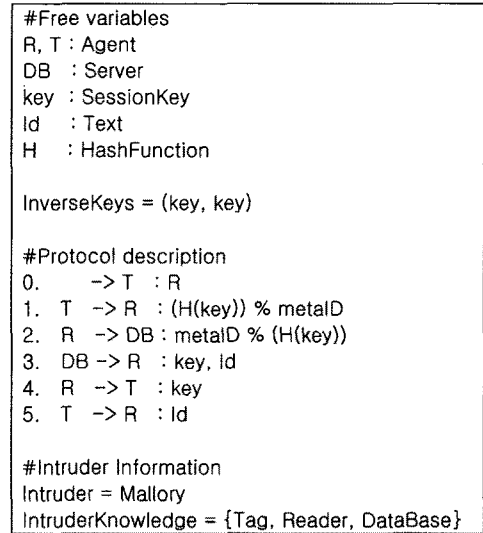 #Free variables
R, T : Agent
DB : Server
key : SessionKey
Id : Text
H : HashFunction
InverseKeys = (key, key)
#Protocol description
0. -> T : R
1. T -> R : (H(key)) % metaID
2. R -> DB : metaID % (H(key))
3. DB -> R : key, Id
4. R -> T : key
5. T -> R : Id
#Intruder Information
Intruder = Mallory
IntruderKnowledge = {Tag, Reader, DataBase}